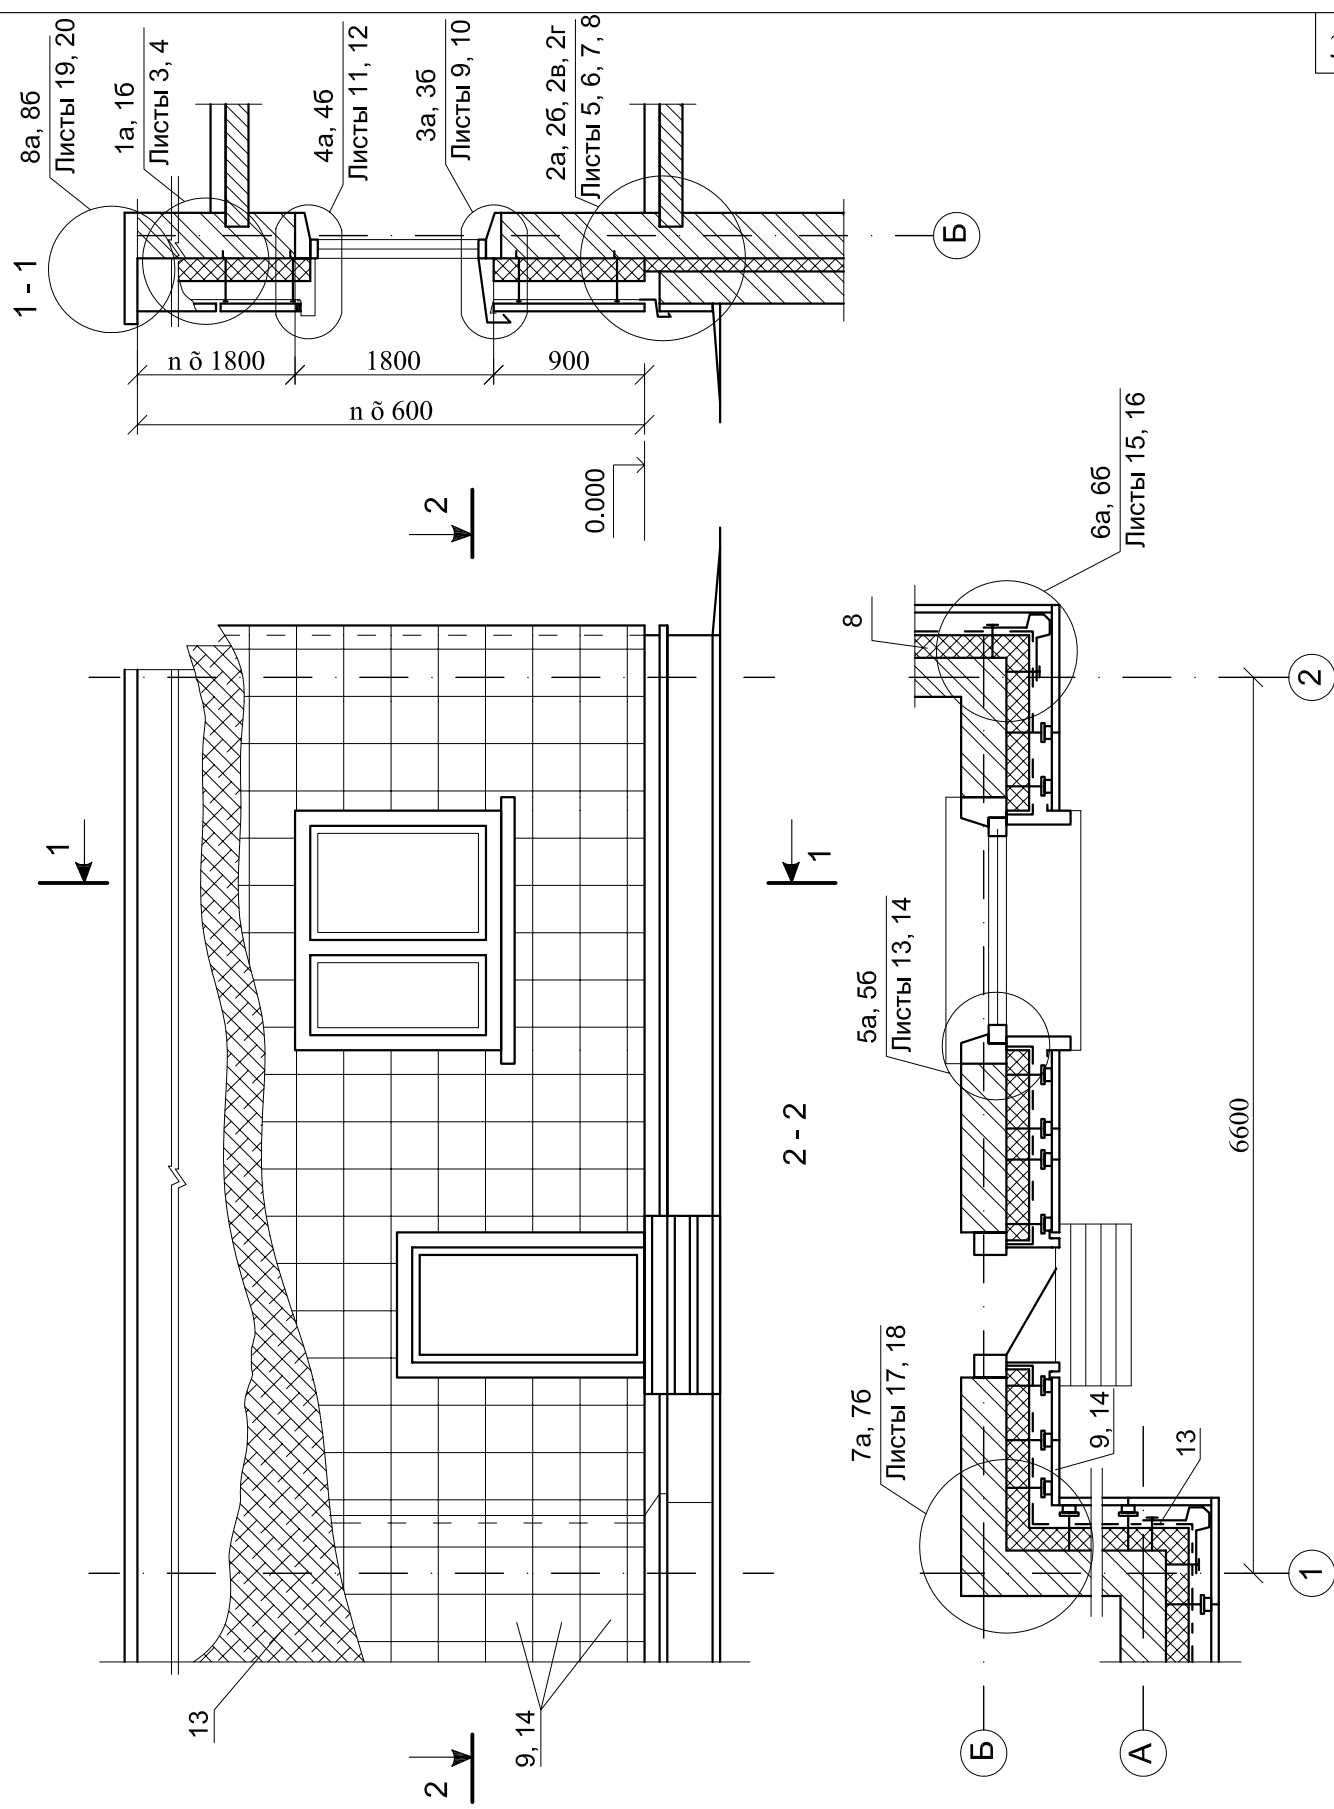 1 - 1
8а, 8б
Листы 19, 20
1а, 1б
Листы 3, 4
4а, 4б
Листы 11, 12
3а, 3б
Листы 9, 10
2а, 2б, 2в, 2г
Листы 5, 6, 7, 8
n õ 1800
1800
900
n õ 600
0.000
Б
2
2
1
1
13
9, 14
2 - 2
7а, 7б
Листы 17, 18
5а, 5б
Листы 13, 14
8
6а, 6б
Листы 15, 16
9, 14
13
6600
Б
А
1
2